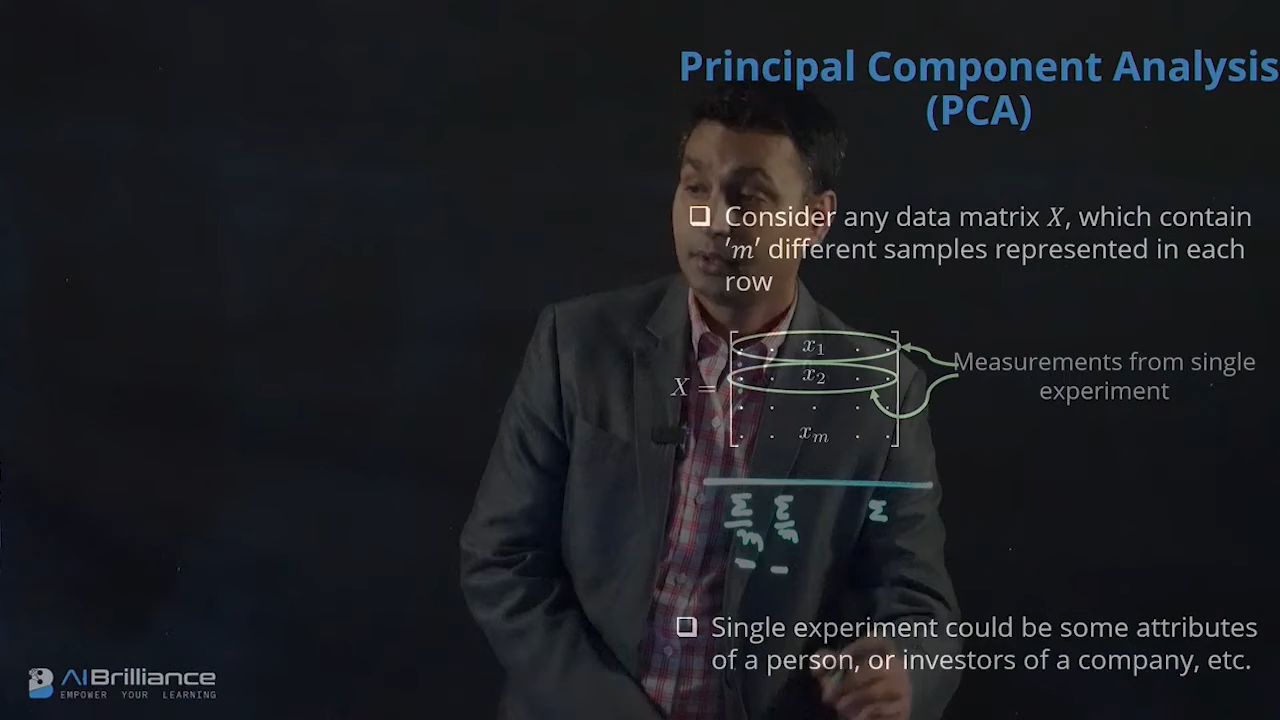 Principal Component Analysis
(PCA)
❑ Consider any data matrix X, which contain
'm' different samples represented in each
row
X =
. . x₁ . .
. . x₂ . .
. . . . .
. . xₘ . .
Measurements from single
experiment
❑ Single experiment could be some attributes
of a person, or investors of a company, etc.
AIBrilliance
EMPOWER YOUR LEARNING